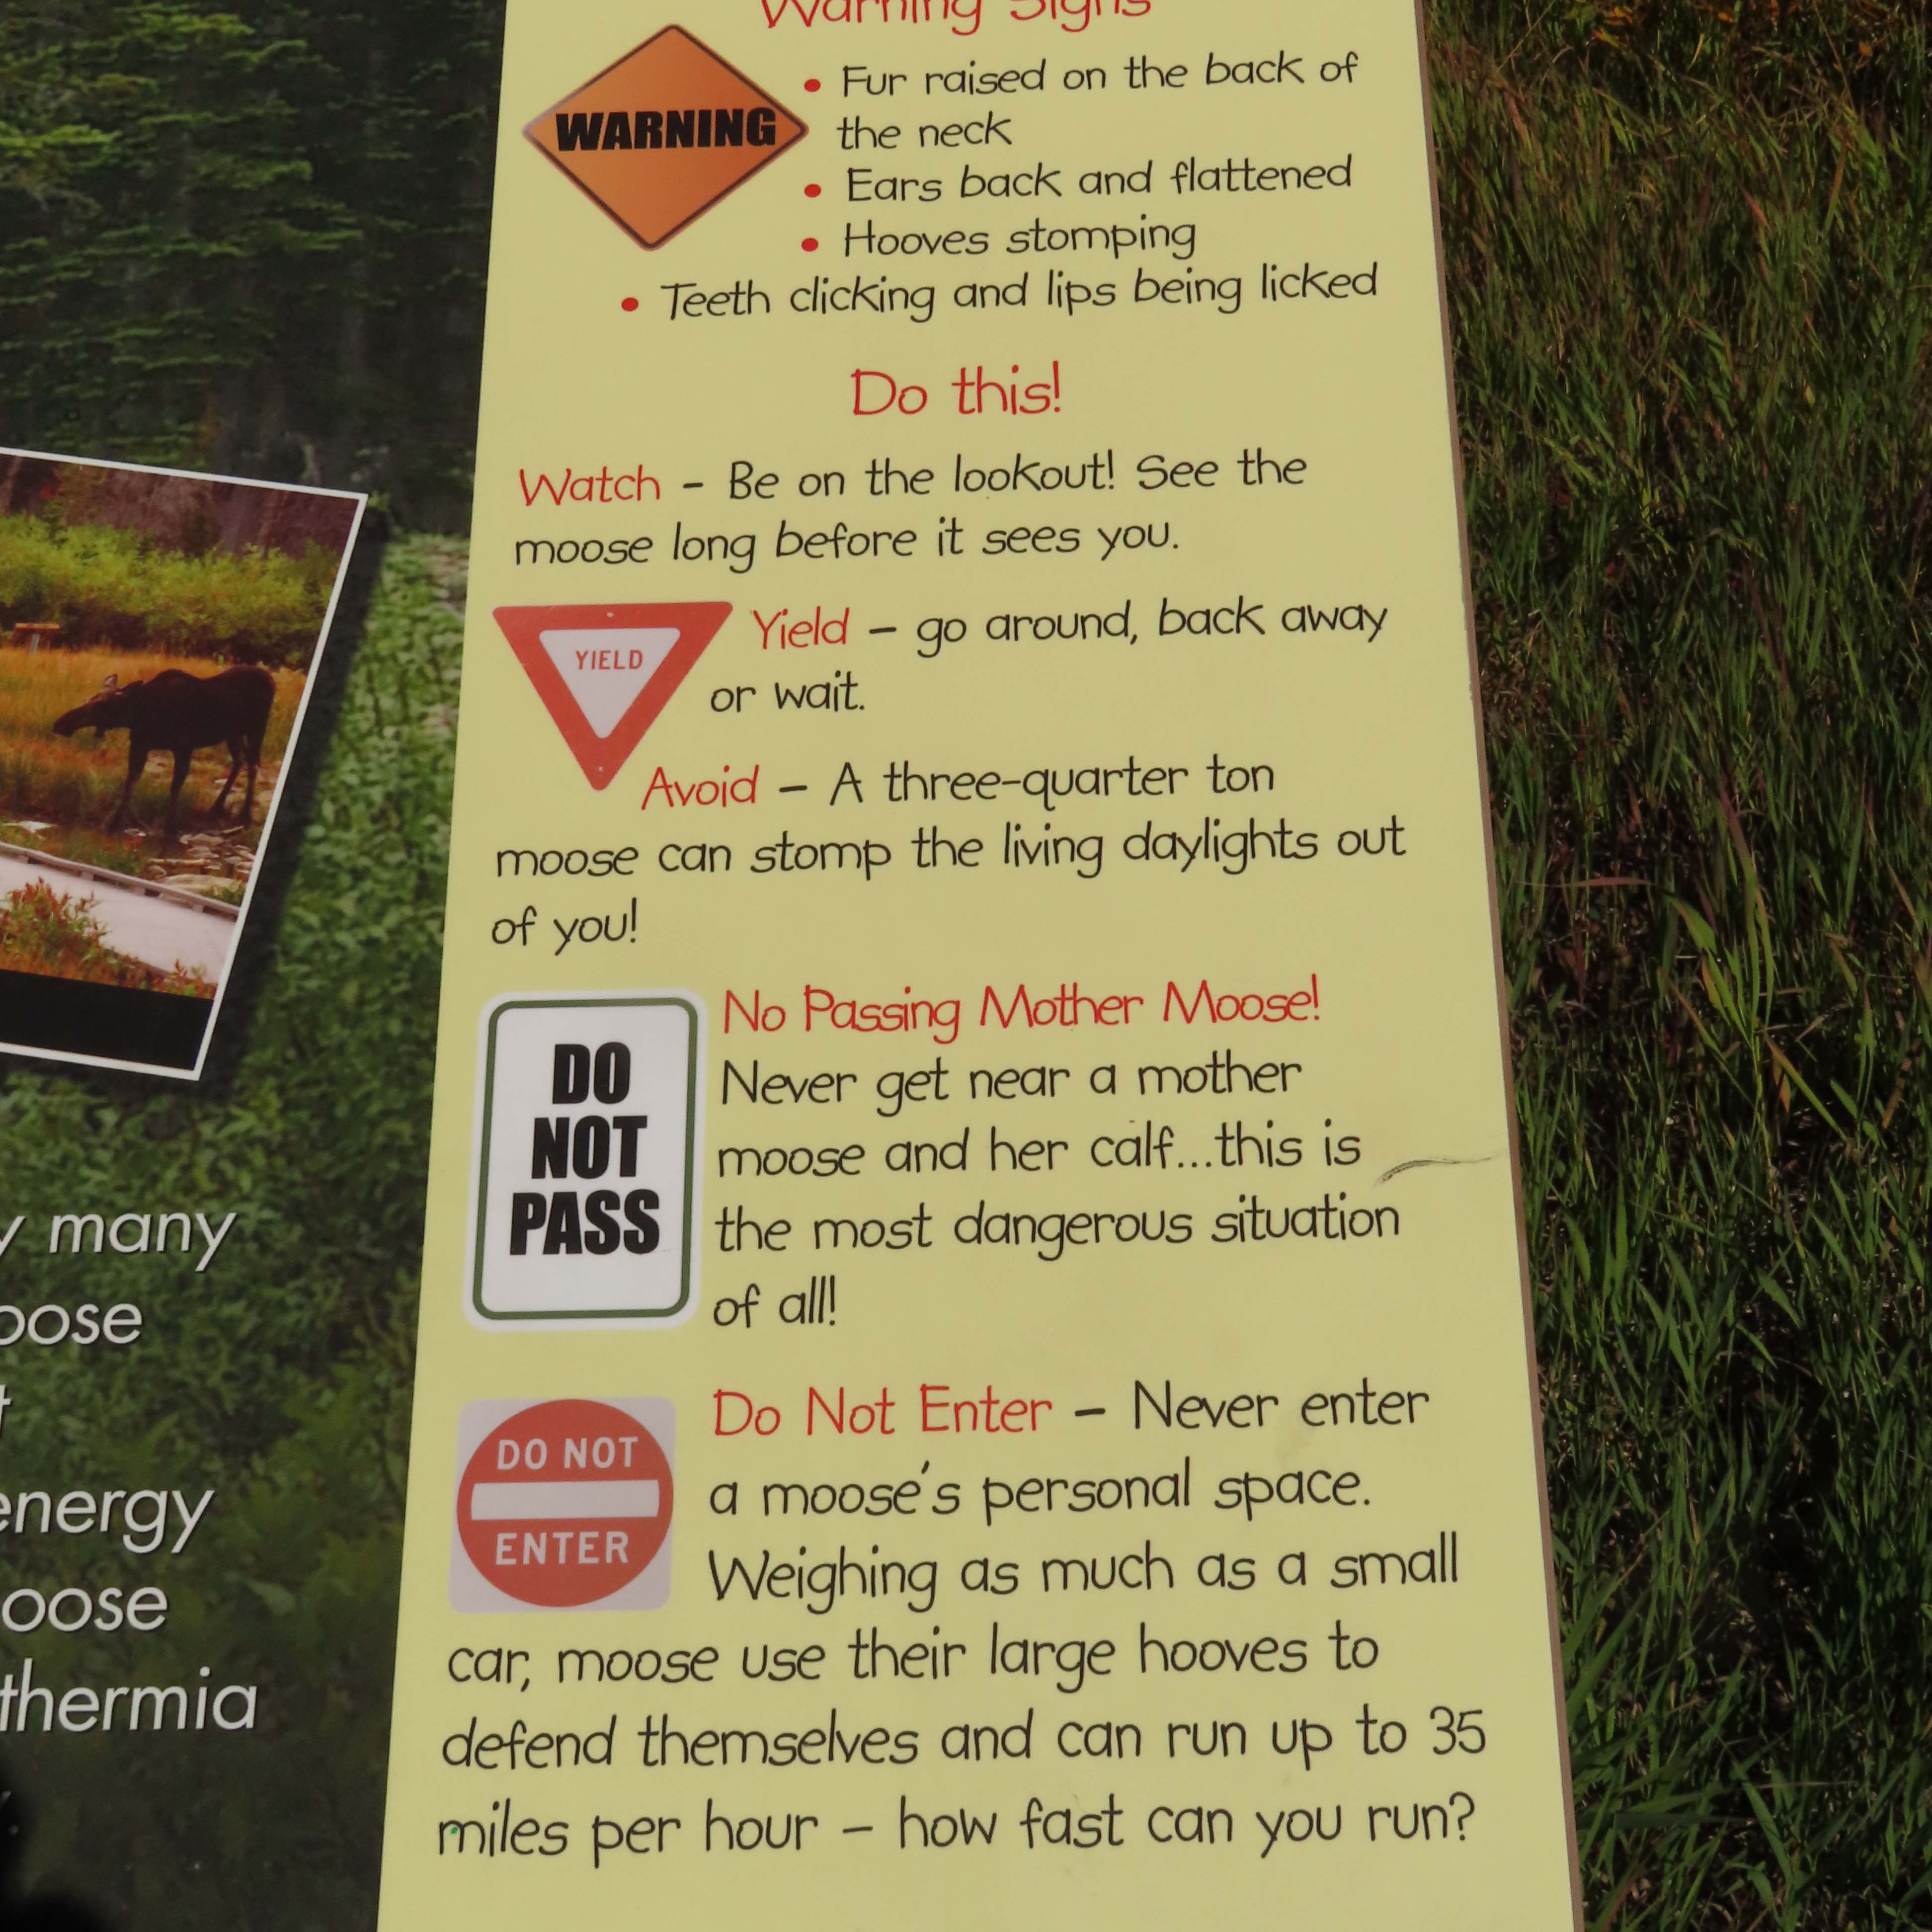 Warning Signs
WARNING
• Fur raised on the back of
the neck
• Ears back and flattened
• Hooves stomping
• Teeth clicking and lips being licked
Do this!
Watch - Be on the lookout! See the
moose long before it sees you.
YIELD
Yield - go around, back away
or wait.
Avoid - A three-quarter ton
moose can stomp the living daylights out
of you!
DO
NOT
PASS
No Passing Mother Moose!
Never get near a mother
moose and her calf...this is
the most dangerous situation
of all!
DO NOT
ENTER
Do Not Enter - Never enter
a moose's personal space.
Weighing as much as a small
car, moose use their large hooves to
defend themselves and can run up to 35
miles per hour - how fast can you run?
many
energy